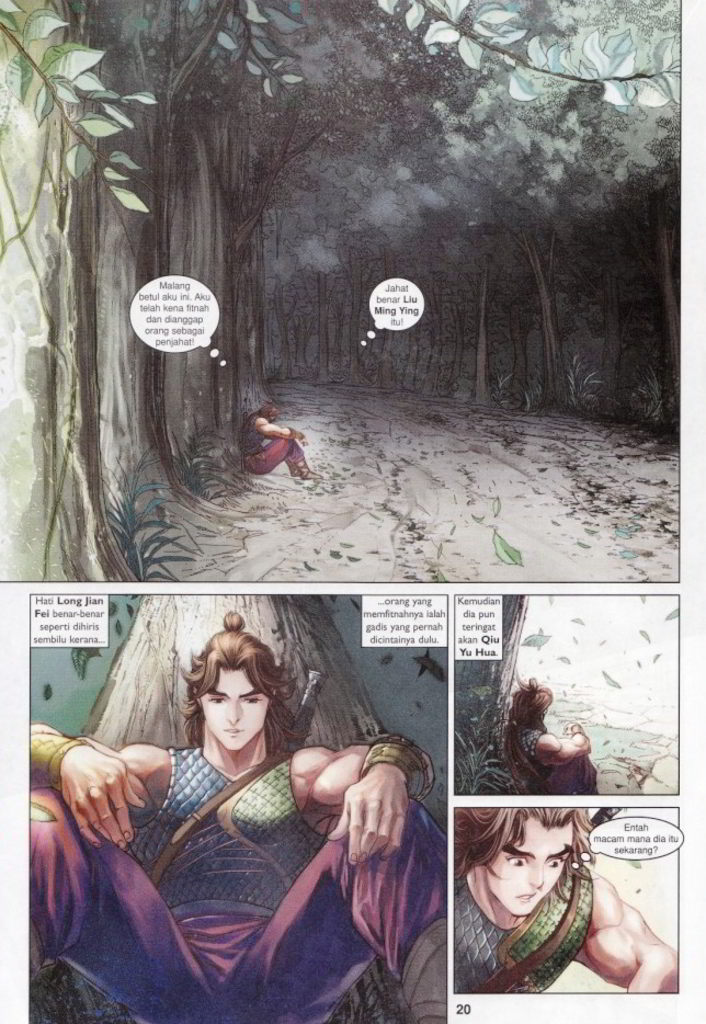 Malang
betul aku ini. Aku
telah kena fitnah
dan dianggap
orang sebagai
penjahat!
Jahat
benar Liu
Ming Ying
itu!
Hati Long Jian
Fei benar-benar
seperti dihiris
sembilu kerana...
...orang yang
memfitnahnya ialah
gadis yang pernah
dicintainya dulu.
Kemudian
dia pun
teringat
akan Qiu
Yu Hua.
Entah
macam mana dia itu
sekarang?
20